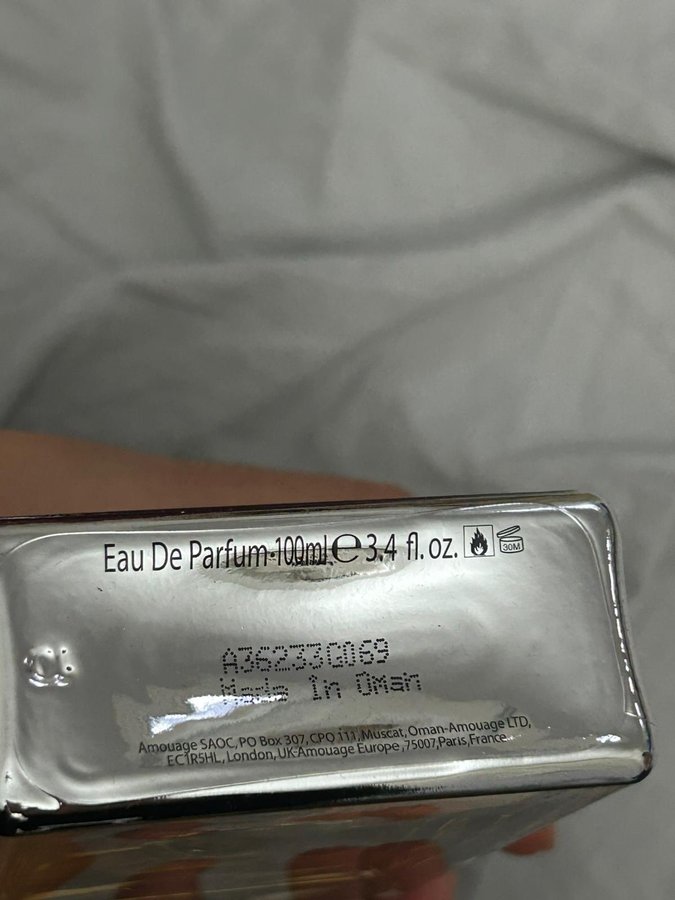 Eau De Parfum·100ml℮3.4 fl. oz.
30M
A36233G069
Made in Oman
Amouage SAOC, PO Box 307, CPO 111, Muscat, Oman-Amouage LTD,
EC1R5HL, London, UK-Amouage Europe ,75007, Paris, France.